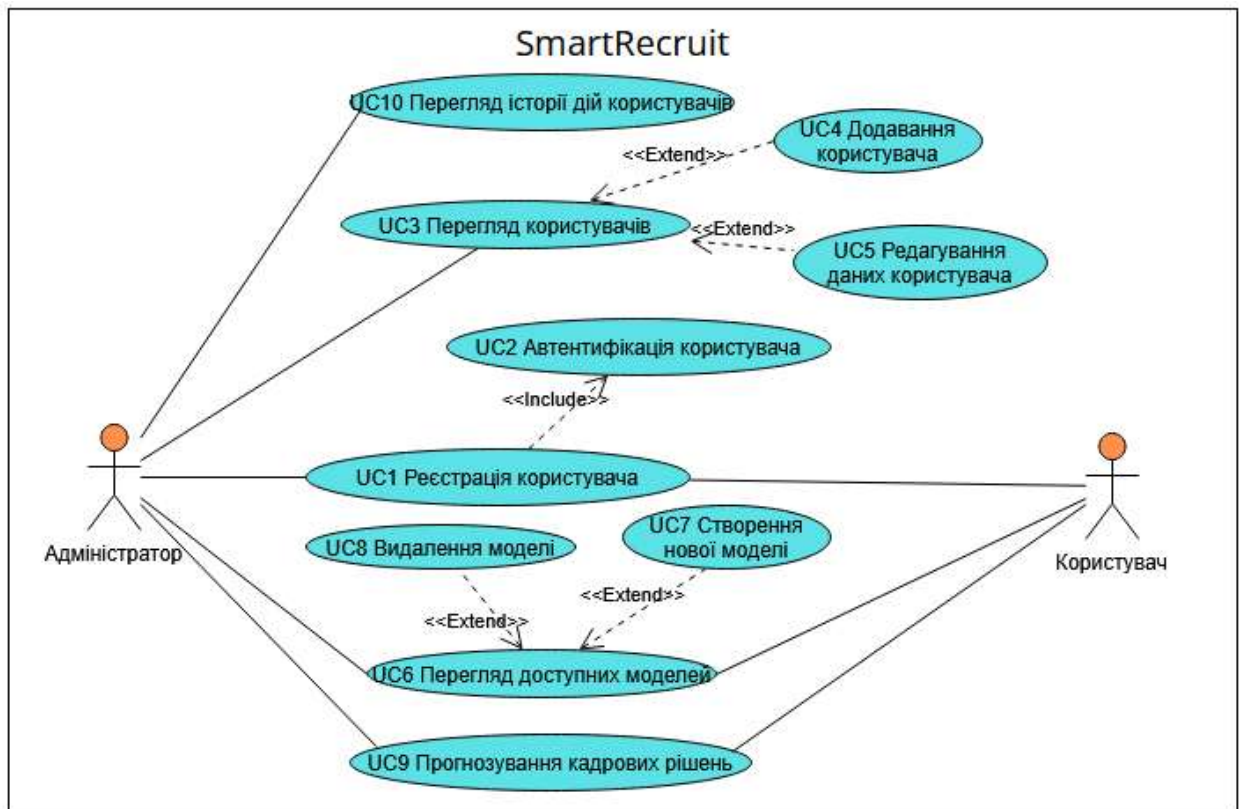 SmartRecruit
UC10 Перегляд історії дій користувачів
UC4 Додавання
користувача
<<Extend>>
UC3 Перегляд користувачів
<<Extend>>
UC5 Редагування
даних користувача
UC2 Автентифікація користувача
<<Include>>
UC1 Реєстрація користувача
UC7 Створення
нової моделі
UC8 Видалення моделі
Адміністратор
Користувач
<<Extend>>
<<Extend>>
UC6 Перегляд доступних моделей
UC9 Прогнозування кадрових рішень